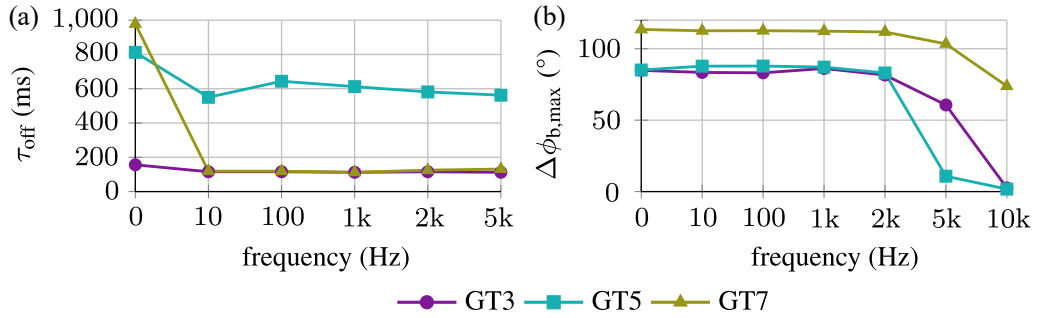 (a)
τoff (ms)
1,000
800
600
400
200
0
0 10 100 1k 2k 5k
frequency (Hz)
(b)
Δϕb,max (°)
100
50
0
0 10 100 1k 2k 5k 10k
frequency (Hz)
GT3 GT5 GT7